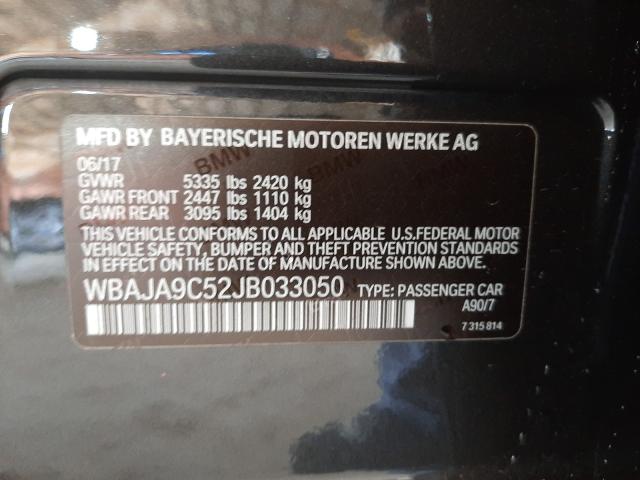 MFD BY BAYERISCHE MOTOREN WERKE AG
06/17
GVWR 5335 lbs 2420 kg
GAWR FRONT 2447 lbs 1110 kg
GAWR REAR 3095 lbs 1404 kg
THIS VEHICLE CONFORMS TO ALL APPLICABLE U.S.FEDERAL MOTOR
VEHICLE SAFETY, BUMPER AND THEFT PREVENTION STANDARDS
IN EFFECT ON THE DATE OF MANUFACTURE SHOWN ABOVE.
WBAJA9C52JB033050 TYPE: PASSENGER CAR
A90/7
7 315 814
BMW
BMW